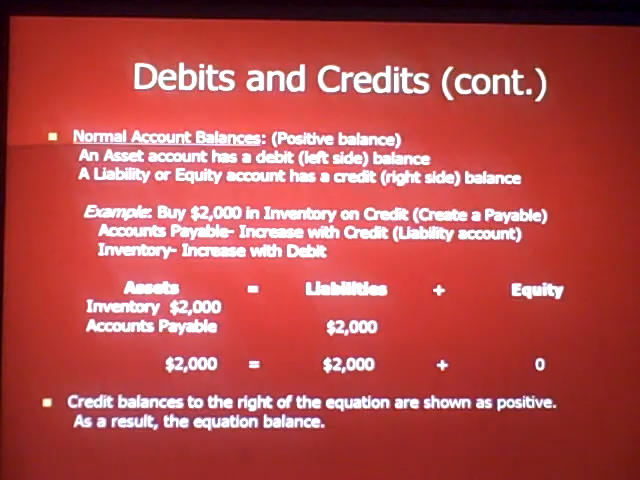 Debits and Credits (cont.)
Normal Account Balances: (Positive balance)
An Asset account has a debit (left side) balance
A Liability or Equity account has a credit (right side) balance
Example: Buy $2,000 in Inventory on Credit (Create a Payable)
Accounts Payable- Increase with Credit (Liability account)
Inventory- Increase with Debit
Assets = Liabilities + Equity
Inventory $2,000
Accounts Payable $2,000
$2,000 = $2,000 + 0
Credit balances to the right of the equation are shown as positive.
As a result, the equation balance.